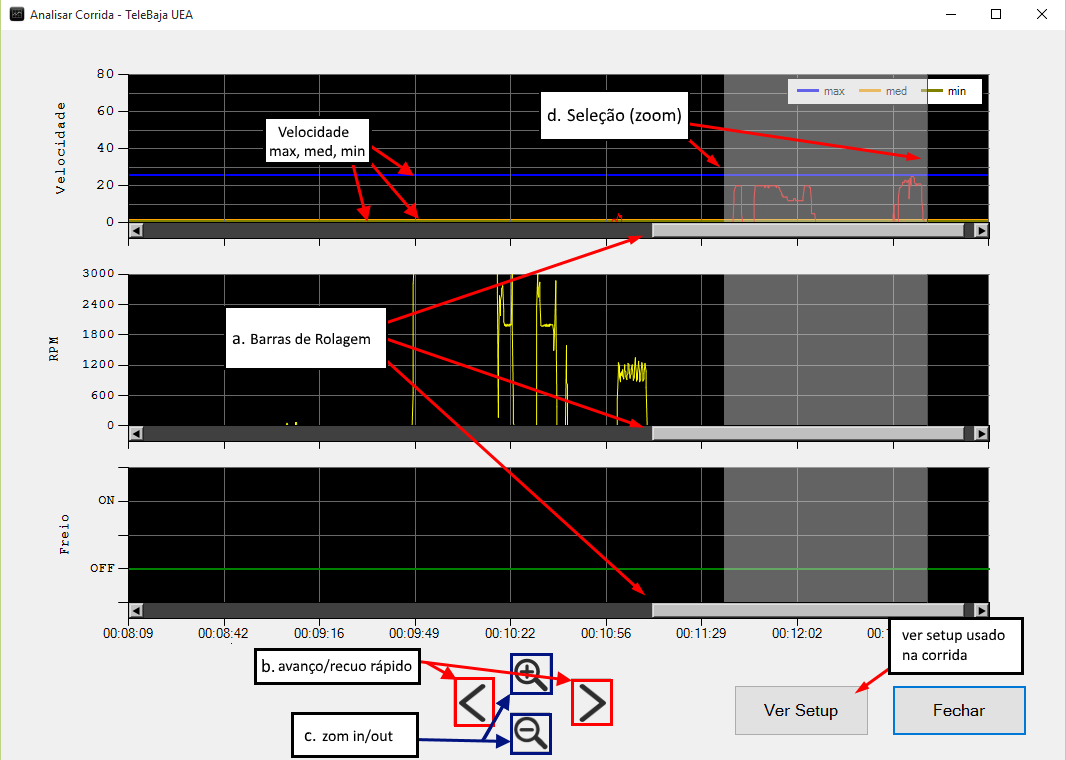 Analisar Corrida - TeleBaja UEA
Velocidade
80
60
40
20
0
max
med
min
Velocidade
max, med, min
d. Seleção (zoom)
RPM
3000
2400
1800
1200
600
0
a. Barras de Rolagem
Freio
ON
OFF
00:08:09
00:08:42
00:09:16
00:09:49
00:10:22
00:10:56
00:11:29
00:12:02
ver setup usado
na corrida
b. avanço/recuo rápido
c. zom in/out
Ver Setup
Fechar